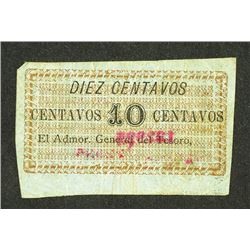 DIEZ CENTAVOS
CENTAVOS 10 CENTAVOS
El Admor. General del Tesoro,